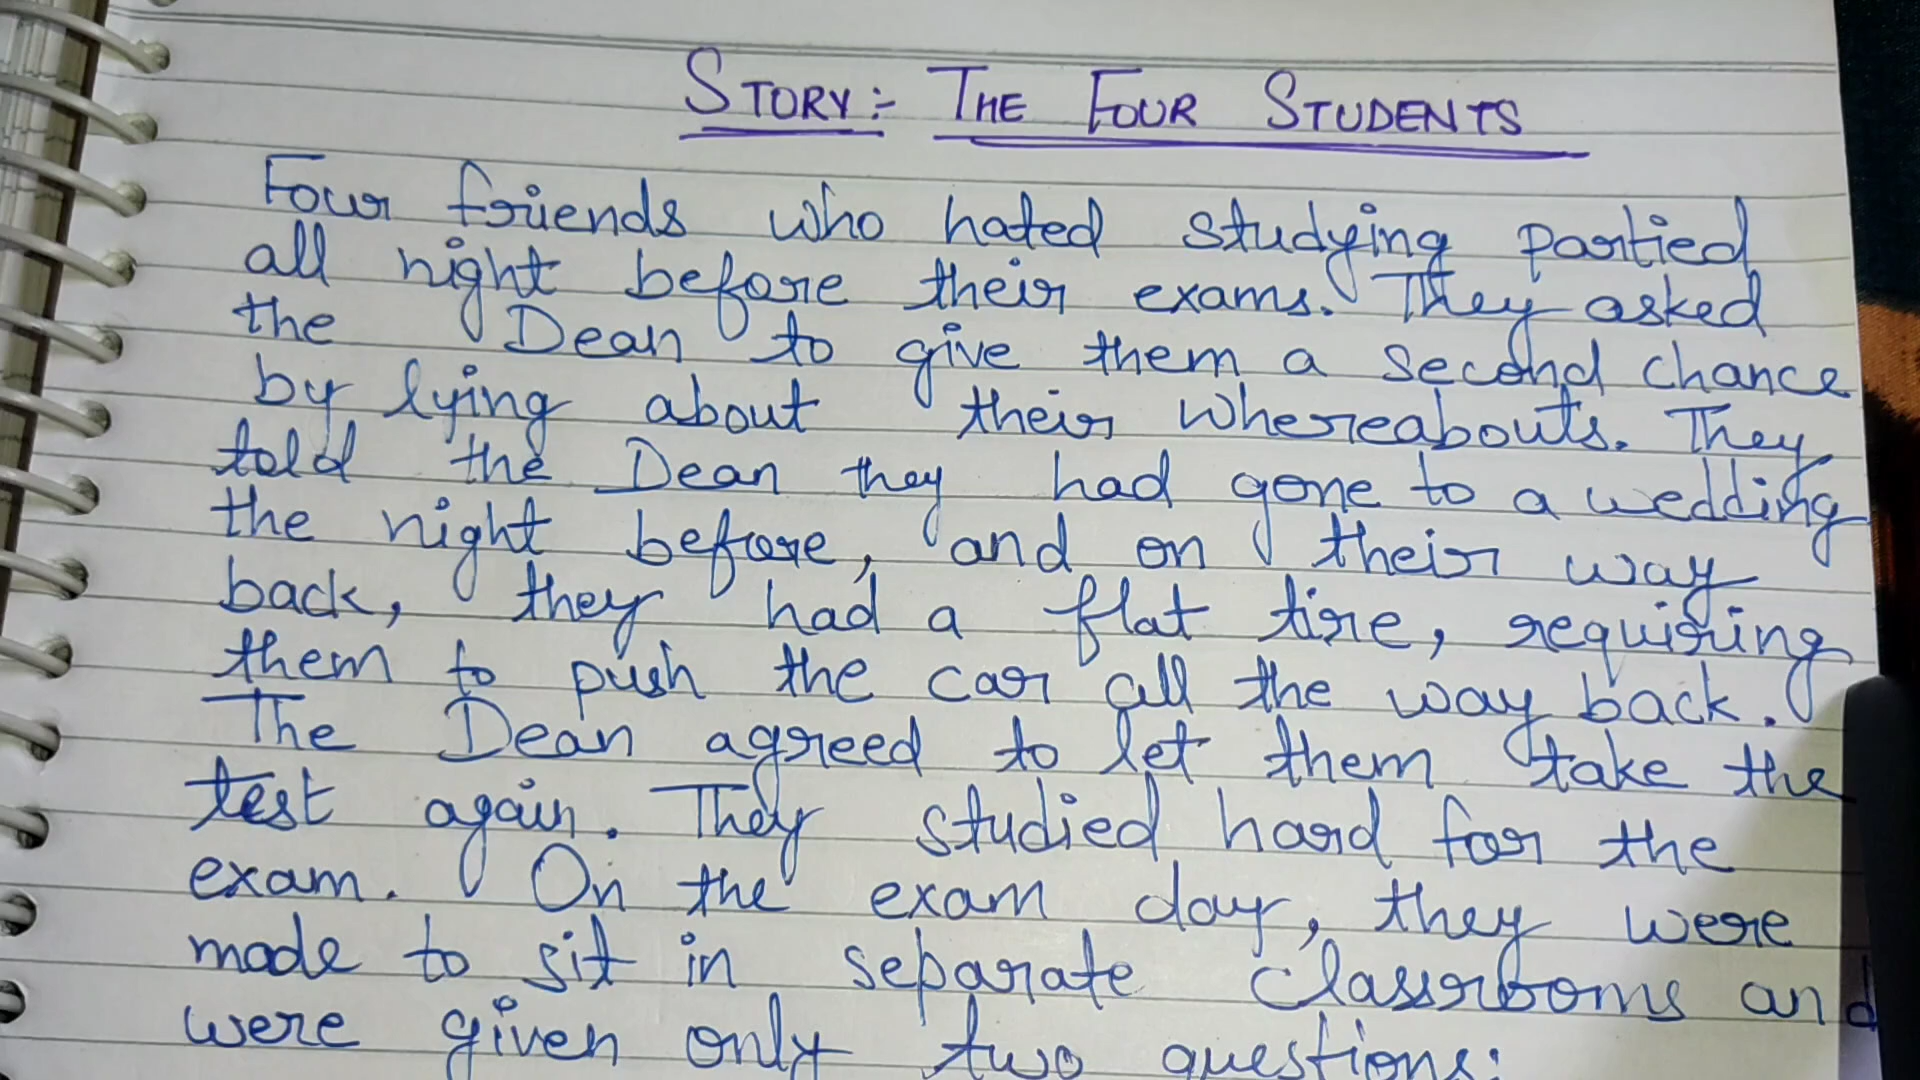 STORY:- THE FOUR STUDENTS
Four friends who hated studying partied
all night before their exams. They asked
the Dean to give them a second chance
by lying about their whereabouts. They
told the Dean they had gone to a wedding
the night before, and on their way
back, they had a flat tire, requiring
them to push the car all the way back.
The Dean agreed to let them take the
test again. They studied hard for the
exam. On the exam day, they were
made to sit in separate classrooms and
were given only two questions: